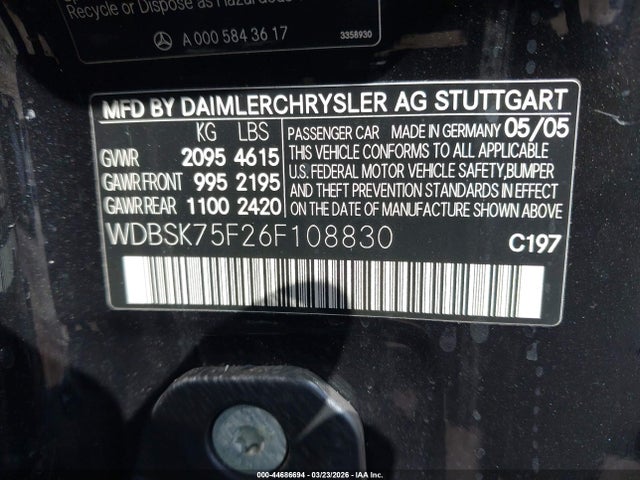 Recycle or Dispose as Hazardous
A 000 584 36 17 3358930
MFD BY DAIMLERCHRYSLER AG STUTTGART
KG LBS
GVWR 2095 4615
GAWR FRONT 995 2195
GAWR REAR 1100 2420
PASSENGER CAR MADE IN GERMANY 05/05
THIS VEHICLE CONFORMS TO ALL APPLICABLE
U.S. FEDERAL MOTOR VEHICLE SAFETY,BUMPER
AND THEFT PREVENTION STANDARDS IN EFFECT
ON THE DATE OF MANUFACTURE SHOWN ABOVE.
WDBSK75F26F108830 C197
000-44686694 | 03/23/2026 | IAA Inc.